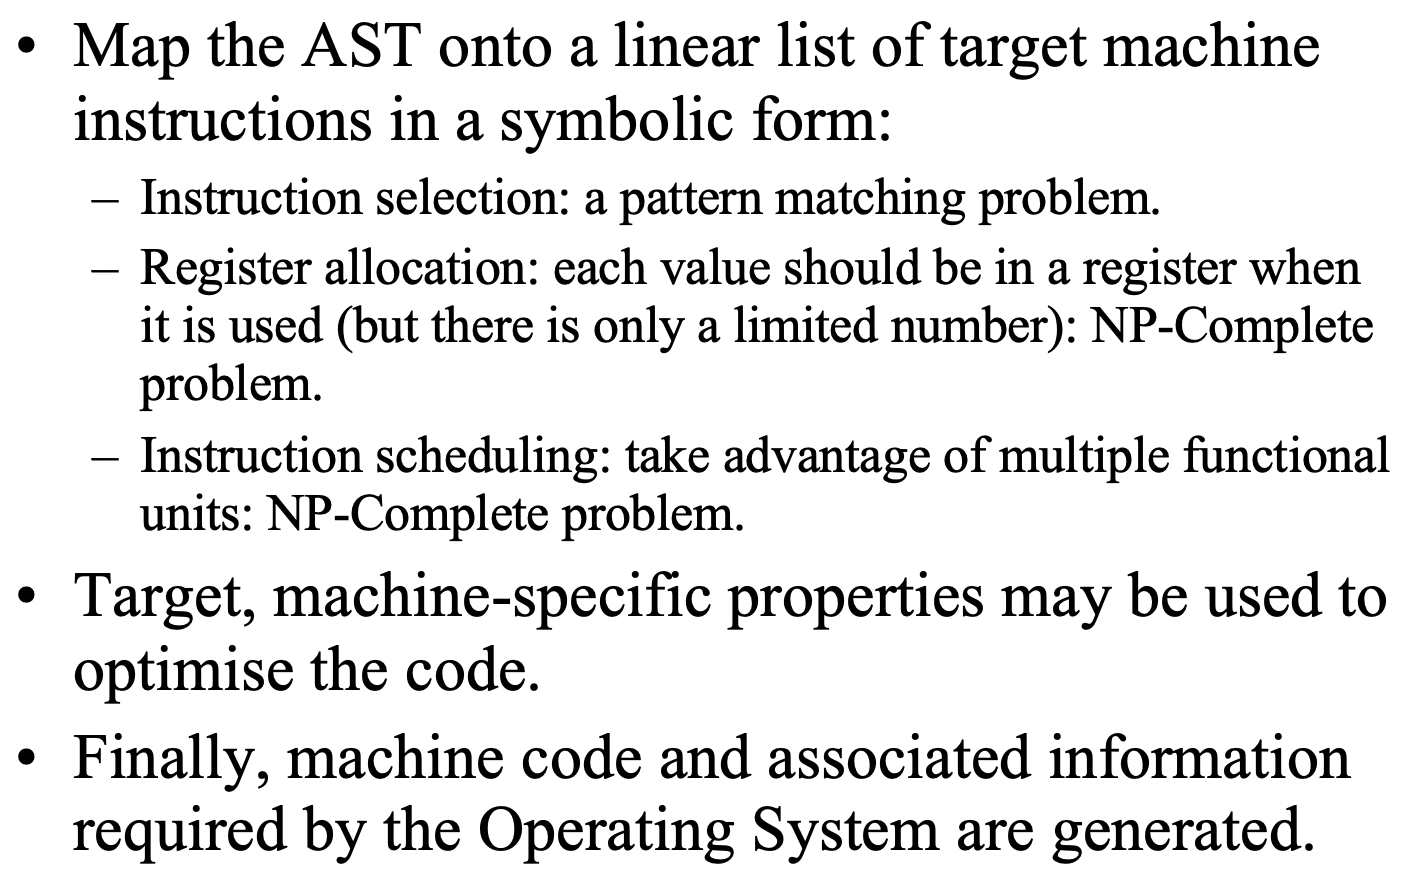 • Map the AST onto a linear list of target machine
instructions in a symbolic form:
– Instruction selection: a pattern matching problem.
– Register allocation: each value should be in a register when
it is used (but there is only a limited number): NP-Complete
problem.
– Instruction scheduling: take advantage of multiple functional
units: NP-Complete problem.
• Target, machine-specific properties may be used to
optimise the code.
• Finally, machine code and associated information
required by the Operating System are generated.